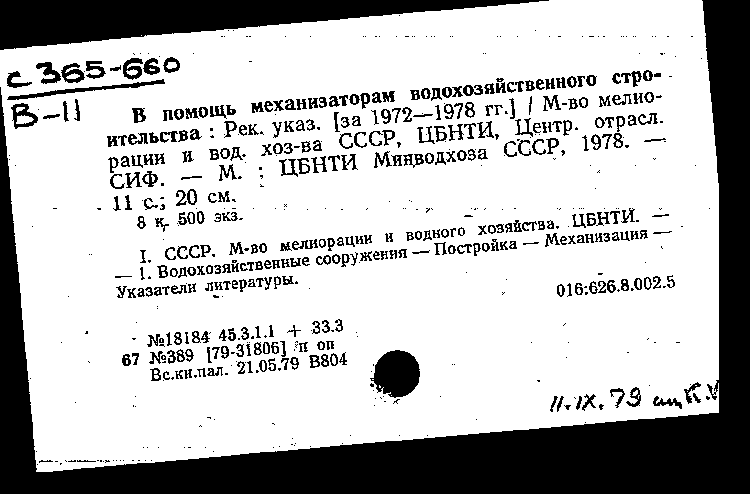 с 365-660
В-11
В помощь механизаторам водохозяйственного стро-
ительства : Рек. указ. [за 1972—1978 гг.] / М-во мелио-
рации и вод. хоз-ва СССР, ЦБНТИ, Центр. отрасл.
СИФ. — М. : ЦБНТИ Минводхоза СССР, 1978. —
11 с.; 20 см.
8 к. 500 экз.
I. СССР. М-во мелиорации и водного хозяйства. ЦБНТИ. —
— 1. Водохозяйственные сооружения — Постройка — Механизация —
Указатели литературы.
016:626.8.002.5
№18184 45.3.1.1 + 33.3
67 №389 [79-31806] п оп
Вс.кн.пал. 21.05.79 В804
11.IX.79